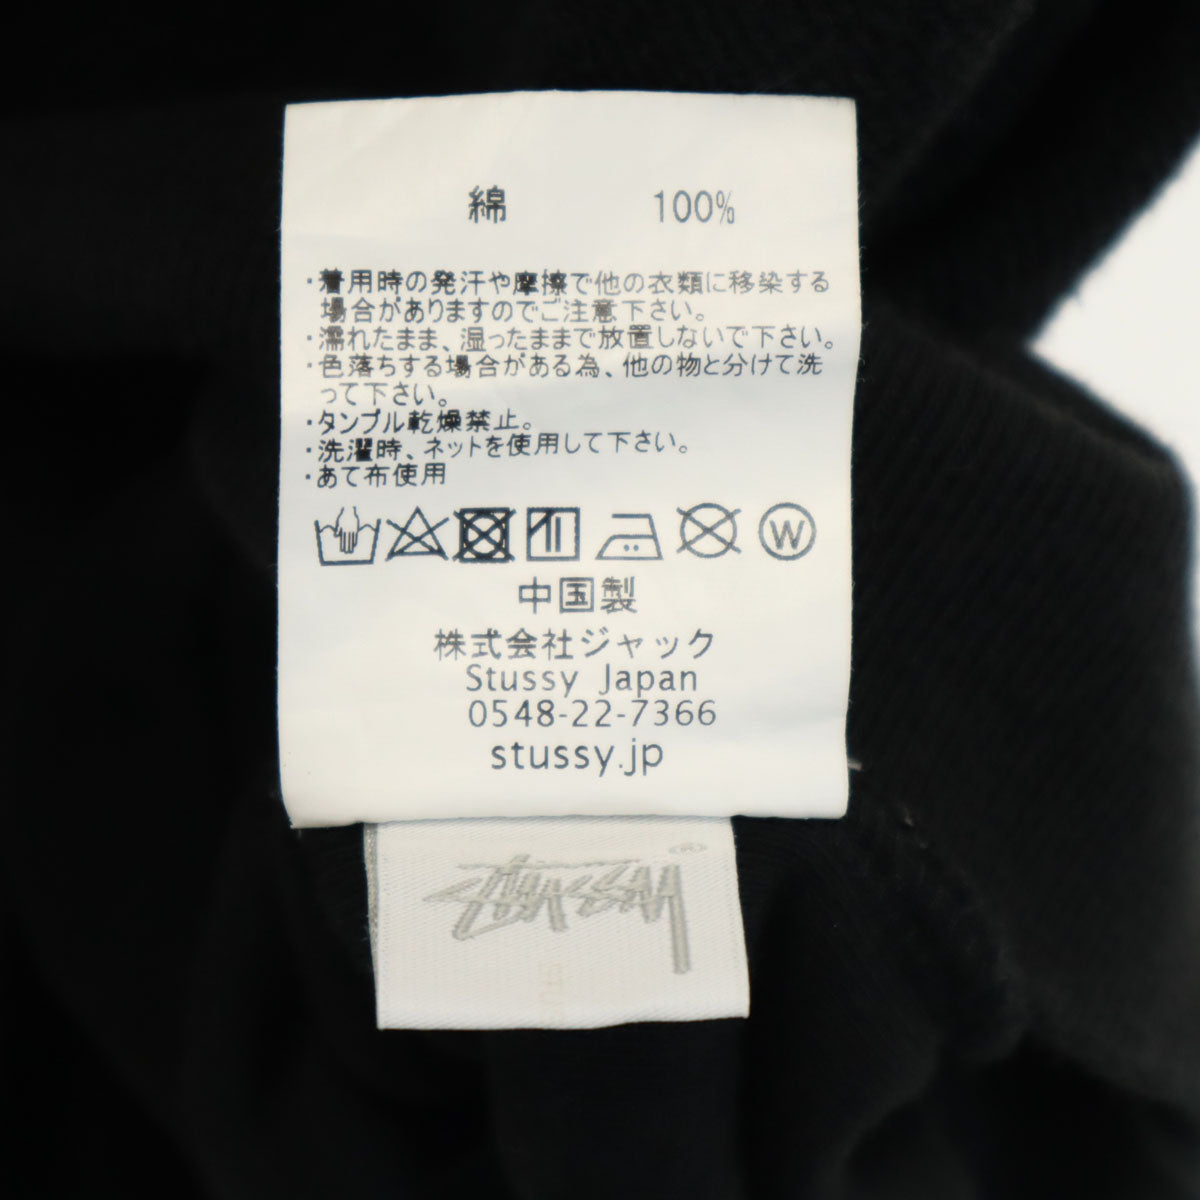 綿 100%
・着用時の発汗や摩擦で他の衣類に移染する
場合がありますのでご注意下さい。
・濡れたまま、湿ったままで放置しないで下さい。
・色落ちする場合がある為、他の物と分けて洗
って下さい。
・タンブル乾燥禁止。
・洗濯時、ネットを使用して下さい。
・あて布使用
W
中国製
株式会社ジャック
Stussy Japan
0548-22-7366
stussy.jp
®